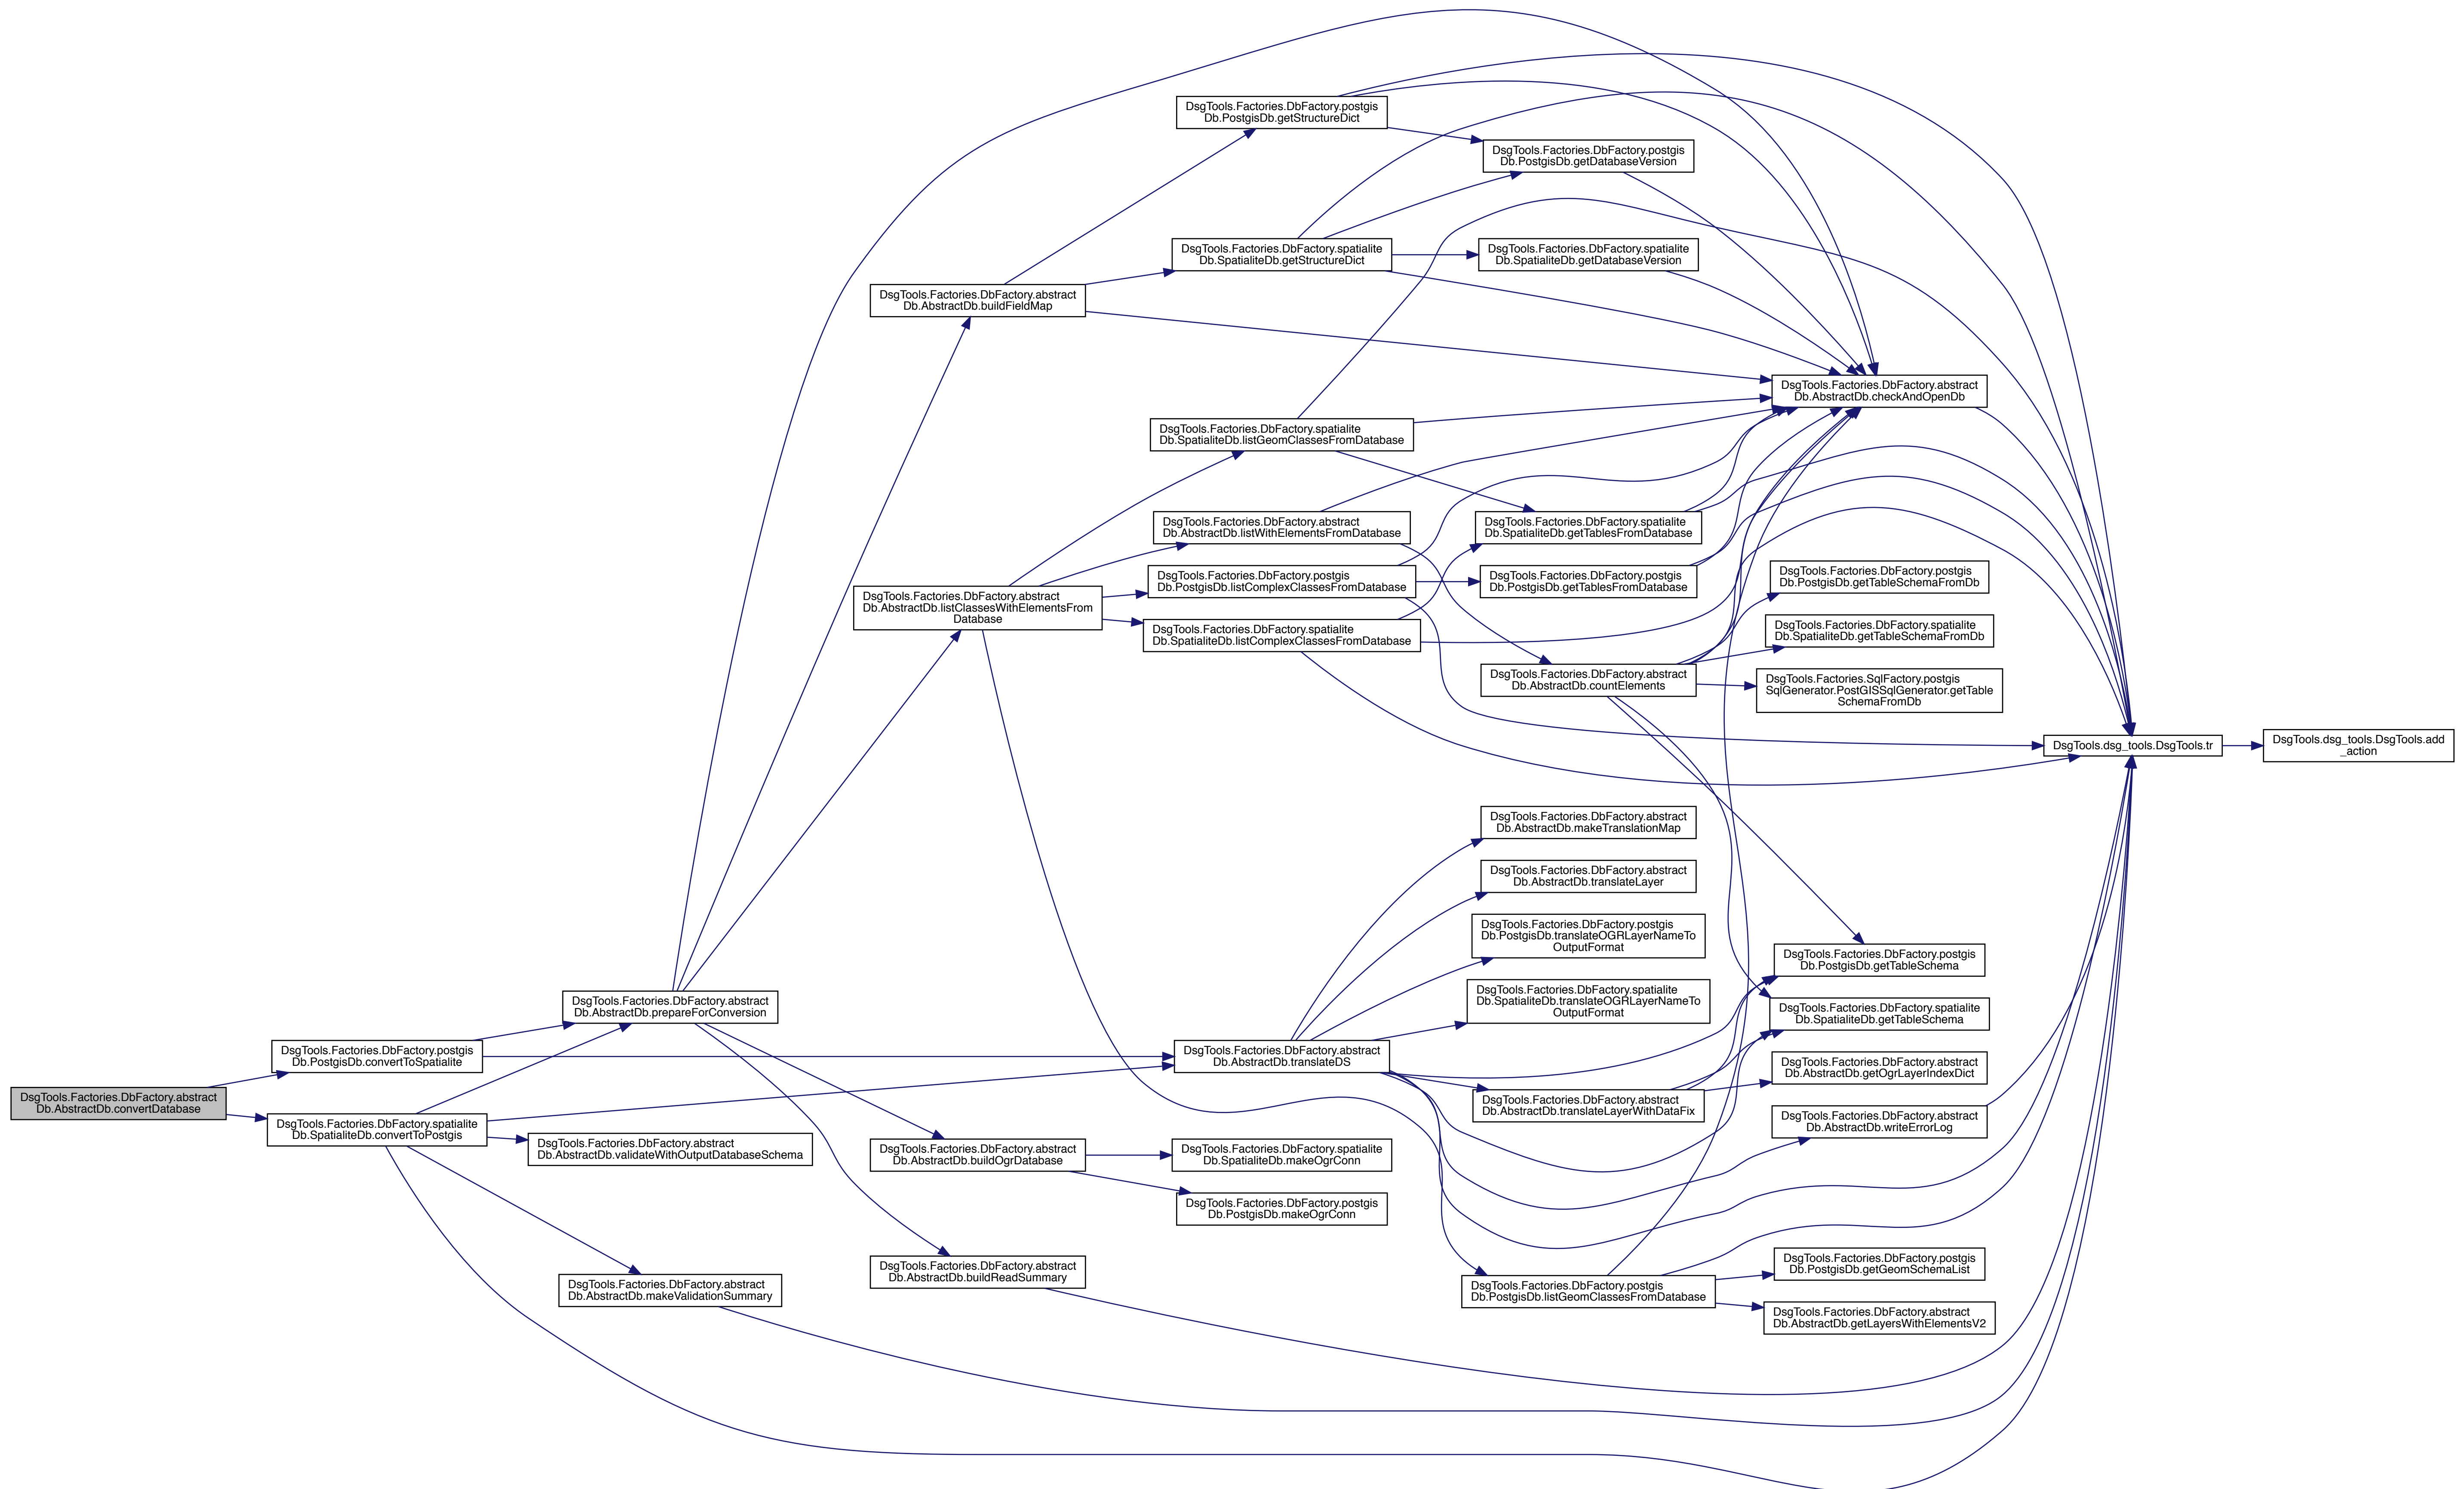 DsgTools.Factories.DbFactory.abstract
Db.AbstractDb.convertDatabase
DsgTools.Factories.DbFactory.postgis
Db.PostgisDb.convertToSpatialite
DsgTools.Factories.DbFactory.spatialite
Db.SpatialiteDb.convertToPostgis
DsgTools.Factories.DbFactory.abstract
Db.AbstractDb.prepareForConversion
DsgTools.Factories.DbFactory.abstract
Db.AbstractDb.validateWithOutputDatabaseSchema
DsgTools.Factories.DbFactory.abstract
Db.AbstractDb.makeValidationSummary
DsgTools.Factories.DbFactory.abstract
Db.AbstractDb.buildFieldMap
DsgTools.Factories.DbFactory.abstract
Db.AbstractDb.listClassesWithElementsFrom
Database
DsgTools.Factories.DbFactory.abstract
Db.AbstractDb.buildOgrDatabase
DsgTools.Factories.DbFactory.abstract
Db.AbstractDb.buildReadSummary
DsgTools.Factories.DbFactory.postgis
Db.PostgisDb.getStructureDict
DsgTools.Factories.DbFactory.spatialite
Db.SpatialiteDb.getStructureDict
DsgTools.Factories.DbFactory.spatialite
Db.SpatialiteDb.listGeomClassesFromDatabase
DsgTools.Factories.DbFactory.abstract
Db.AbstractDb.listWithElementsFromDatabase
DsgTools.Factories.DbFactory.postgis
Db.PostgisDb.listComplexClassesFromDatabase
DsgTools.Factories.DbFactory.spatialite
Db.SpatialiteDb.listComplexClassesFromDatabase
DsgTools.Factories.DbFactory.abstract
Db.AbstractDb.translateDS
DsgTools.Factories.DbFactory.spatialite
Db.SpatialiteDb.makeOgrConn
DsgTools.Factories.DbFactory.postgis
Db.PostgisDb.makeOgrConn
DsgTools.Factories.DbFactory.postgis
Db.PostgisDb.getDatabaseVersion
DsgTools.Factories.DbFactory.spatialite
Db.SpatialiteDb.getDatabaseVersion
DsgTools.Factories.DbFactory.spatialite
Db.SpatialiteDb.getTablesFromDatabase
DsgTools.Factories.DbFactory.postgis
Db.PostgisDb.getTablesFromDatabase
DsgTools.Factories.DbFactory.abstract
Db.AbstractDb.countElements
DsgTools.Factories.DbFactory.abstract
Db.AbstractDb.makeTranslationMap
DsgTools.Factories.DbFactory.abstract
Db.AbstractDb.translateLayer
DsgTools.Factories.DbFactory.postgis
Db.PostgisDb.translateOGRLayerNameTo
OutputFormat
DsgTools.Factories.DbFactory.spatialite
Db.SpatialiteDb.translateOGRLayerNameTo
OutputFormat
DsgTools.Factories.DbFactory.abstract
Db.AbstractDb.translateLayerWithDataFix
DsgTools.Factories.DbFactory.postgis
Db.PostgisDb.listGeomClassesFromDatabase
DsgTools.Factories.DbFactory.abstract
Db.AbstractDb.checkAndOpenDb
DsgTools.Factories.DbFactory.postgis
Db.PostgisDb.getTableSchemaFromDb
DsgTools.Factories.DbFactory.spatialite
Db.SpatialiteDb.getTableSchemaFromDb
DsgTools.Factories.SqlFactory.postgis
SqlGenerator.PostGISSqlGenerator.getTable
SchemaFromDb
DsgTools.Factories.DbFactory.postgis
Db.PostgisDb.getTableSchema
DsgTools.Factories.DbFactory.spatialite
Db.SpatialiteDb.getTableSchema
DsgTools.Factories.DbFactory.abstract
Db.AbstractDb.getOgrLayerIndexDict
DsgTools.Factories.DbFactory.abstract
Db.AbstractDb.writeErrorLog
DsgTools.Factories.DbFactory.postgis
Db.PostgisDb.getGeomSchemaList
DsgTools.Factories.DbFactory.abstract
Db.AbstractDb.getLayersWithElementsV2
DsgTools.dsg_tools.DsgTools.tr
DsgTools.dsg_tools.DsgTools.add
_action